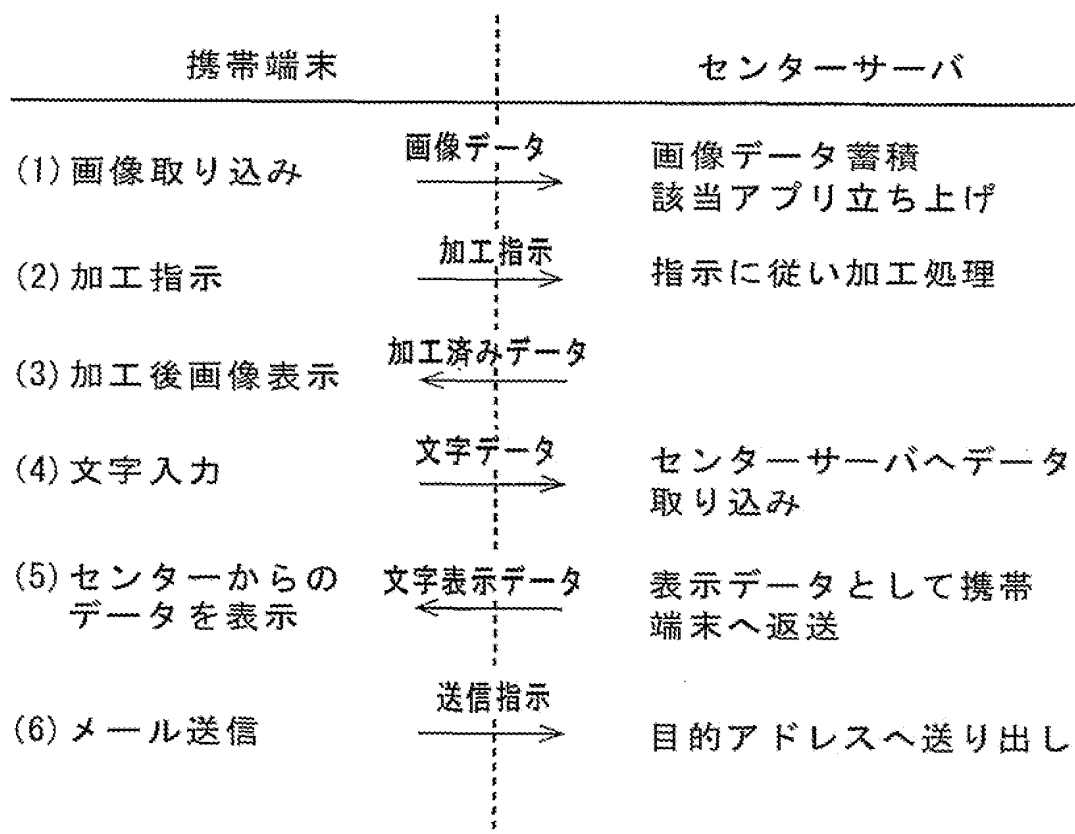 携帯端末
センターサーバ
画像データ
(1)画像取り込み
画像データ蓄積
該当アプリ立ち上げ
加工指示
(2)加工指示
指示に従い加工処理
加工済みデータ
(3)加工後画像表示
文字データ
(4)文字入力
センターサーバへデータ
取り込み
(5)センターからの
データを表示
文字表示データ
表示データとして携帯
端末へ返送
送信指示
(6)メール送信
目的アドレスへ送り出し